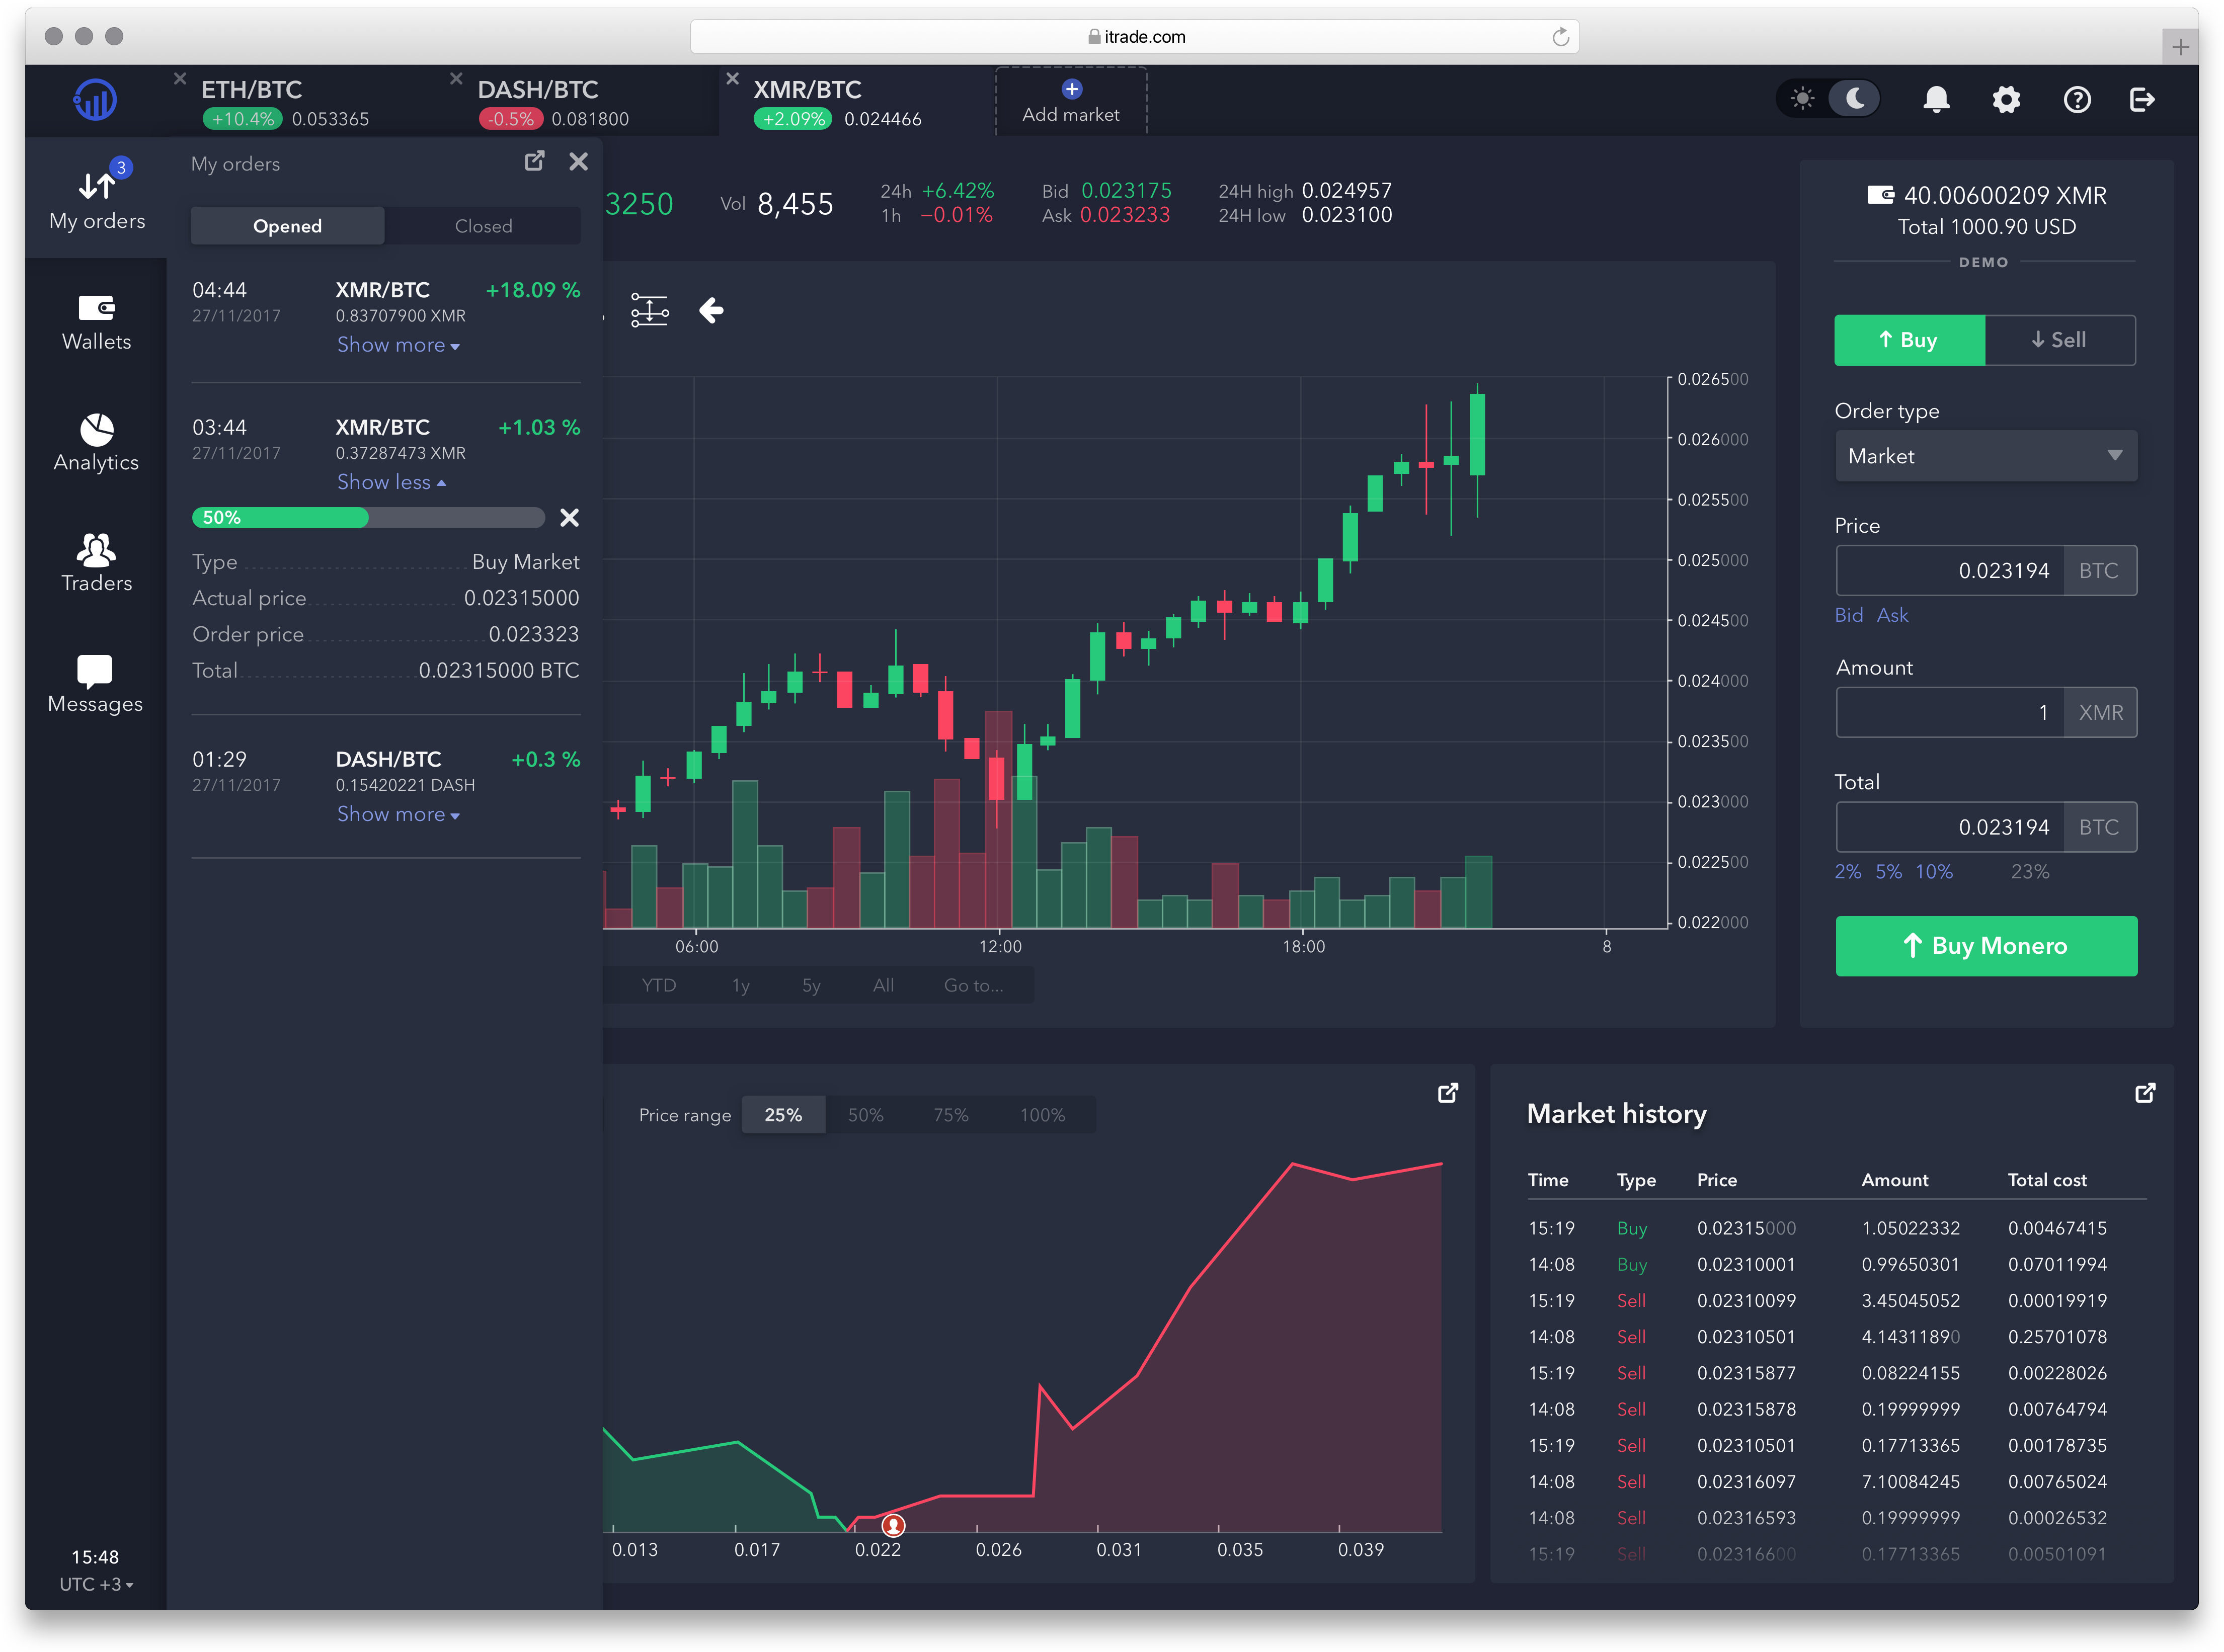 itrade.com
ETH/BTC
+10.4% 0.053365
DASH/BTC
-0.5% 0.081800
XMR/BTC
+2.09% 0.024466
Add market
3
My orders
Wallets
Analytics
Traders
Messages
15:48
UTC +3
My orders
Opened Closed
04:44 XMR/BTC +18.09 %
27/11/2017 0.83707900 XMR
Show more
03:44 XMR/BTC +1.03 %
27/11/2017 0.37287473 XMR
Show less
50%
Type Buy Market
Actual price 0.02315000
Order price 0.023323
Total 0.02315000 BTC
01:29 DASH/BTC +0.3 %
27/11/2017 0.15420221 DASH
Show more
3250
Vol 8,455
24h +6.42%
1h −0.01%
Bid 0.023175
Ask 0.023233
24H high 0.024957
24H low 0.023100
0.026500
0.026000
0.025500
0.025000
0.024500
0.024000
0.023500
0.023000
0.022500
0.022000
06:00 12:00 18:00 8
YTD 1y 5y All Go to...
40.00600209 XMR
Total 1000.90 USD
DEMO
Buy Sell
Order type
Market
Price
0.023194 BTC
Bid Ask
Amount
1 XMR
Total
0.023194 BTC
2% 5% 10% 23%
Buy Monero
Price range 25% 50% 75% 100%
0.013 0.017 0.022 0.026 0.031 0.035 0.039
Market history
Time Type Price Amount Total cost
15:19 Buy 0.02315000 1.05022332 0.00467415
14:08 Buy 0.02310001 0.99650301 0.07011994
15:19 Sell 0.02310099 3.45045052 0.00019919
14:08 Sell 0.02310501 4.14311890 0.25701078
15:19 Sell 0.02315877 0.08224155 0.00228026
14:08 Sell 0.02315878 0.19999999 0.00764794
15:19 Sell 0.02310501 0.17713365 0.00178735
14:08 Sell 0.02316097 7.10084245 0.00765024
14:08 Sell 0.02316593 0.19999999 0.00026532
15:19 Sell 0.02316600 0.17713365 0.00501091